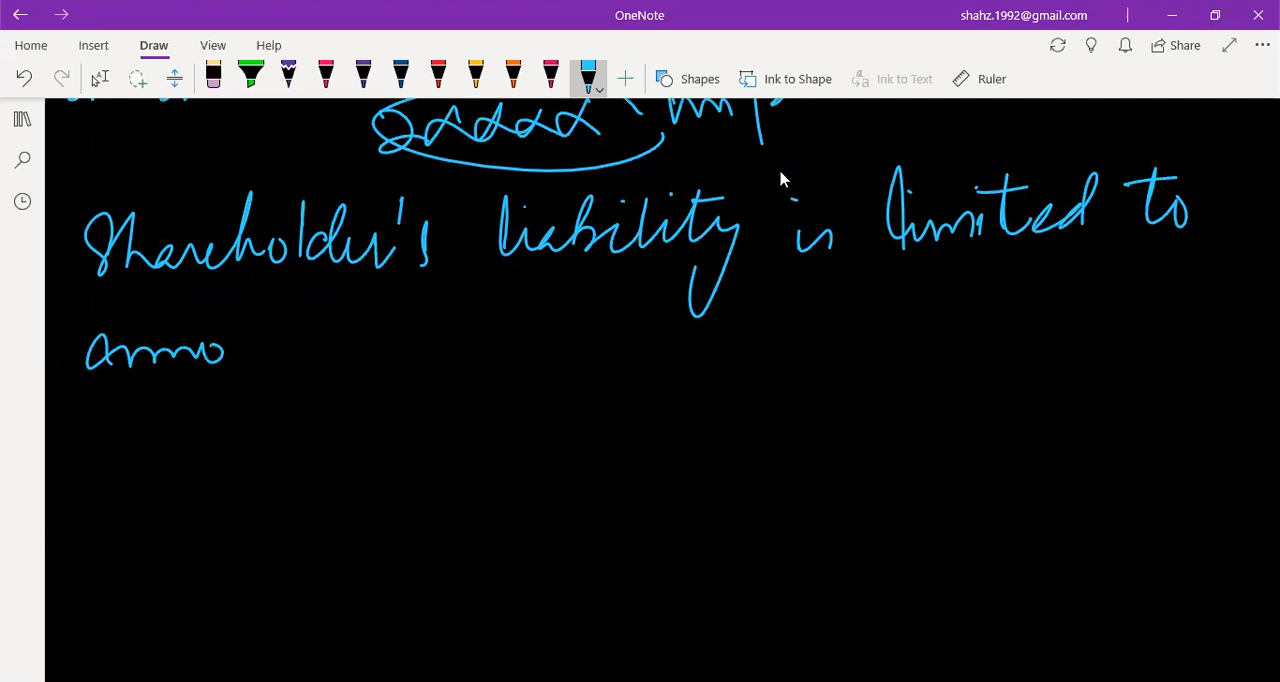 OneNote
shahz.1992@gmail.com
Home Insert Draw View Help Share
Shapes Ink to Shape Ink to Text Ruler
Shareholder's liability is limited to
ammo